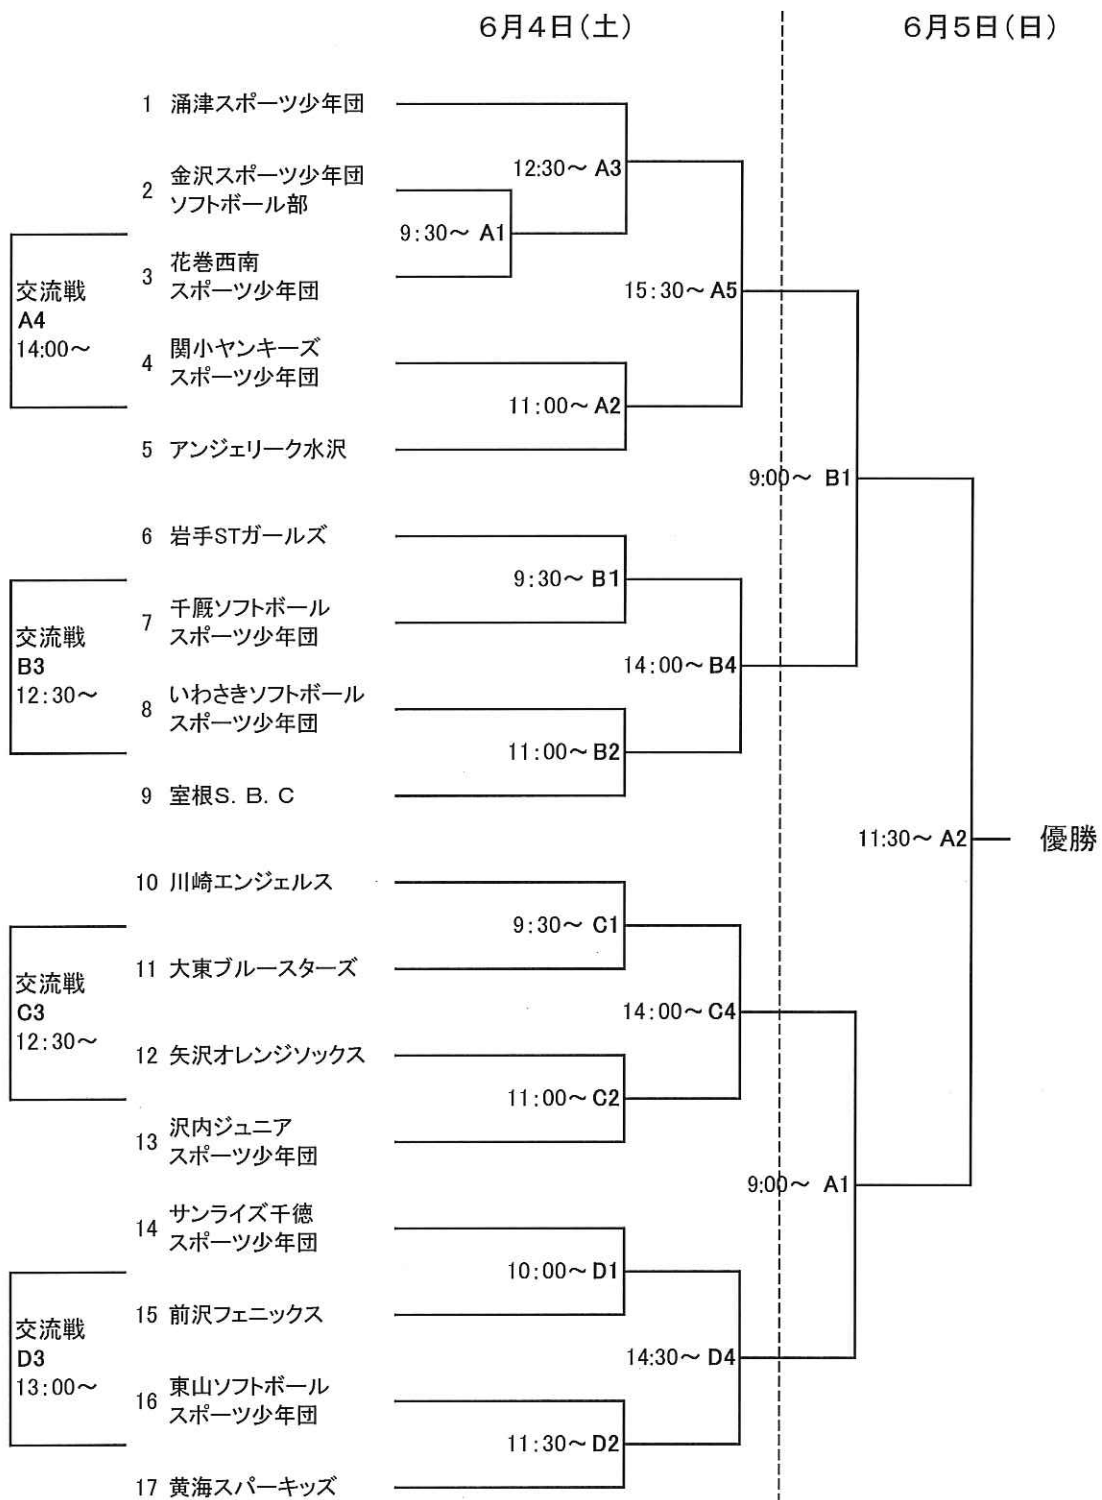 6月4日(土)
6月5日(日)
1 涌津スポーツ少年団
12:30～ A3
2 金沢スポーツ少年団
ソフトボール部
9:30～ A1
3 花巻西南
スポーツ少年団
交流戦
A4
14:00～
15:30～ A5
4 関小ヤンキーズ
スポーツ少年団
11:00～ A2
5 アンジェリーク水沢
9:00～ B1
6 岩手STガールズ
9:30～ B1
7 千厩ソフトボール
スポーツ少年団
交流戦
B3
12:30～
14:00～ B4
8 いわさきソフトボール
スポーツ少年団
11:00～ B2
9 室根S.B.C
11:30～ A2
優勝
10 川崎エンジェルス
9:30～ C1
11 大東ブルースターズ
交流戦
C3
12:30～
14:00～ C4
12 矢沢オレンジソックス
11:00～ C2
13 沢内ジュニア
スポーツ少年団
9:00～ A1
14 サンライズ千徳
スポーツ少年団
10:00～ D1
15 前沢フェニックス
交流戦
D3
13:00～
14:30～ D4
16 東山ソフトボール
スポーツ少年団
11:30～ D2
17 黄海スパーキッズ